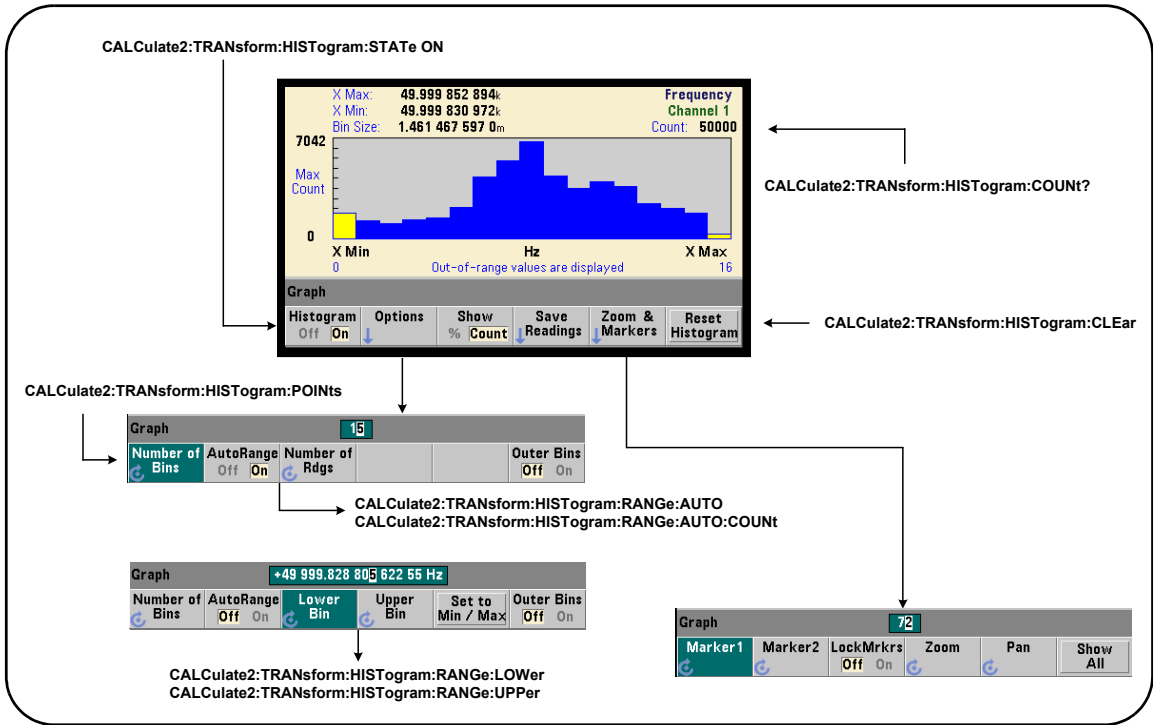 CALCulate2:TRANsform:HISTogram:STATe ON
X Max: 49.999 852 894k Frequency
X Min: 49.999 830 972k Channel 1
Bin Size: 1.461 467 597 0m Count: 50000
7042
Max
Count
0
X Min Hz X Max
0 Out-of-range values are displayed 16
CALCulate2:TRANsform:HISTogram:COUNt?
Graph
Histogram Options Show Save Zoom & Reset
Off On % Count Readings Markers Histogram
CALCulate2:TRANsform:HISTogram:CLEar
CALCulate2:TRANsform:HISTogram:POINts
Graph 15
Number of AutoRange Number of Outer Bins
Bins Off On Rdgs Off On
CALCulate2:TRANsform:HISTogram:RANGe:AUTO
CALCulate2:TRANsform:HISTogram:RANGe:AUTO:COUNt
Graph +49 999.828 805 622 55 Hz
Number of AutoRange Lower Upper Set to Outer Bins
Bins Off On Bin Bin Min / Max Off On
CALCulate2:TRANsform:HISTogram:RANGe:LOWer
CALCulate2:TRANsform:HISTogram:RANGe:UPPer
Graph 72
Marker1 Marker2 LockMrkrs Zoom Pan Show
Off On All